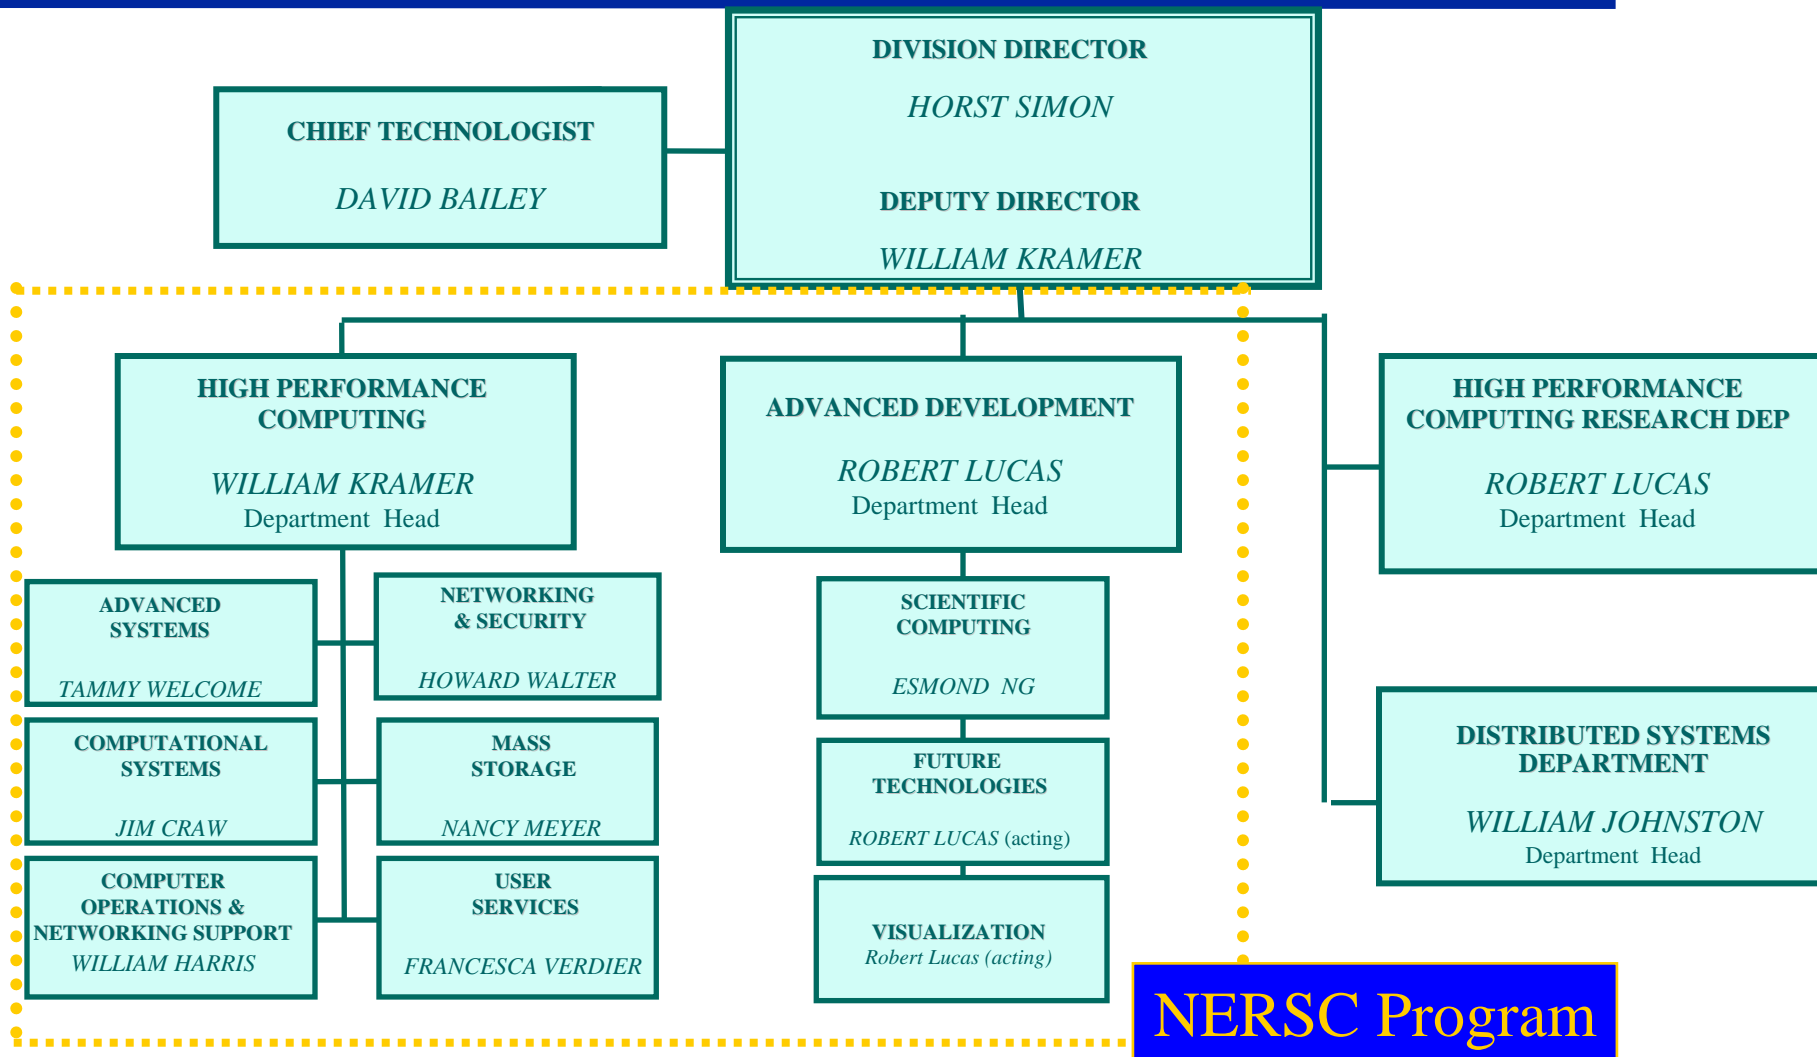 DIVISION DIRECTOR
HORST SIMON
DEPUTY DIRECTOR
WILLIAM KRAMER
CHIEF TECHNOLOGIST
DAVID BAILEY
HIGH PERFORMANCE
COMPUTING
WILLIAM KRAMER
Department Head
ADVANCED
SYSTEMS
TAMMY WELCOME
NETWORKING
& SECURITY
HOWARD WALTER
COMPUTATIONAL
SYSTEMS
JIM CRAW
MASS
STORAGE
NANCY MEYER
COMPUTER
OPERATIONS &
NETWORKING SUPPORT
WILLIAM HARRIS
USER
SERVICES
FRANCESCA VERDIER
ADVANCED DEVELOPMENT
ROBERT LUCAS
Department Head
SCIENTIFIC
COMPUTING
ESMOND NG
FUTURE
TECHNOLOGIES
ROBERT LUCAS (acting)
VISUALIZATION
Robert Lucas (acting)
HIGH PERFORMANCE
COMPUTING RESEARCH DEP
ROBERT LUCAS
Department Head
DISTRIBUTED SYSTEMS
DEPARTMENT
WILLIAM JOHNSTON
Department Head
NERSC Program